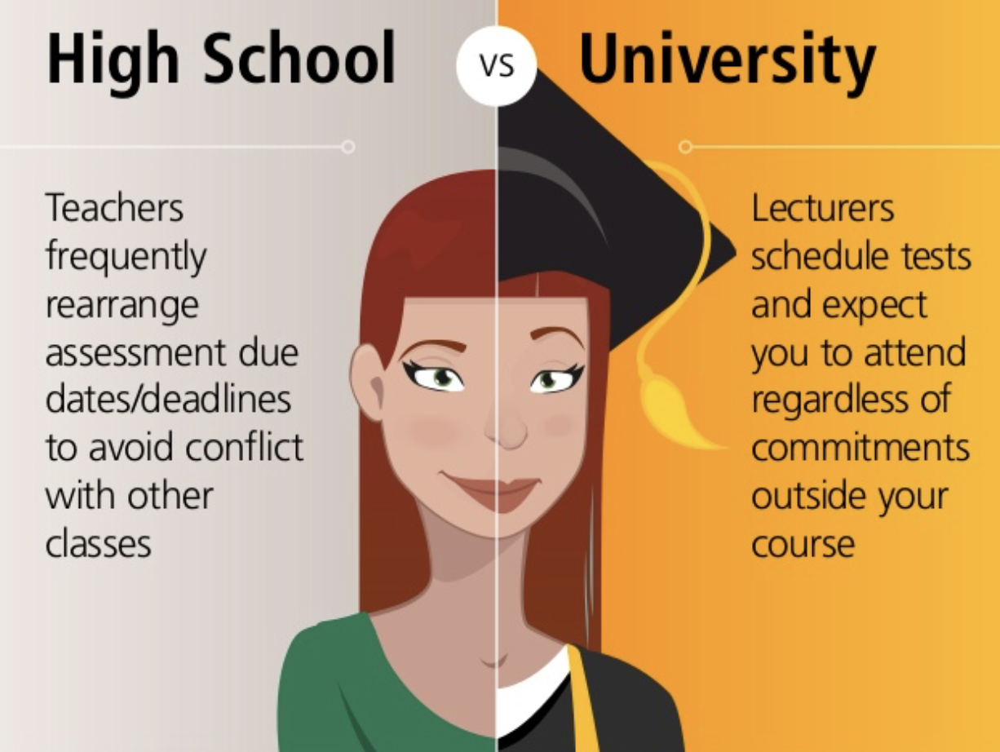 High School
VS
University
Teachers
frequently
rearrange
assessment due
dates/deadlines
to avoid conflict
with other
classes
Lecturers
schedule tests
and expect
you to attend
regardless of
commitments
outside your
course